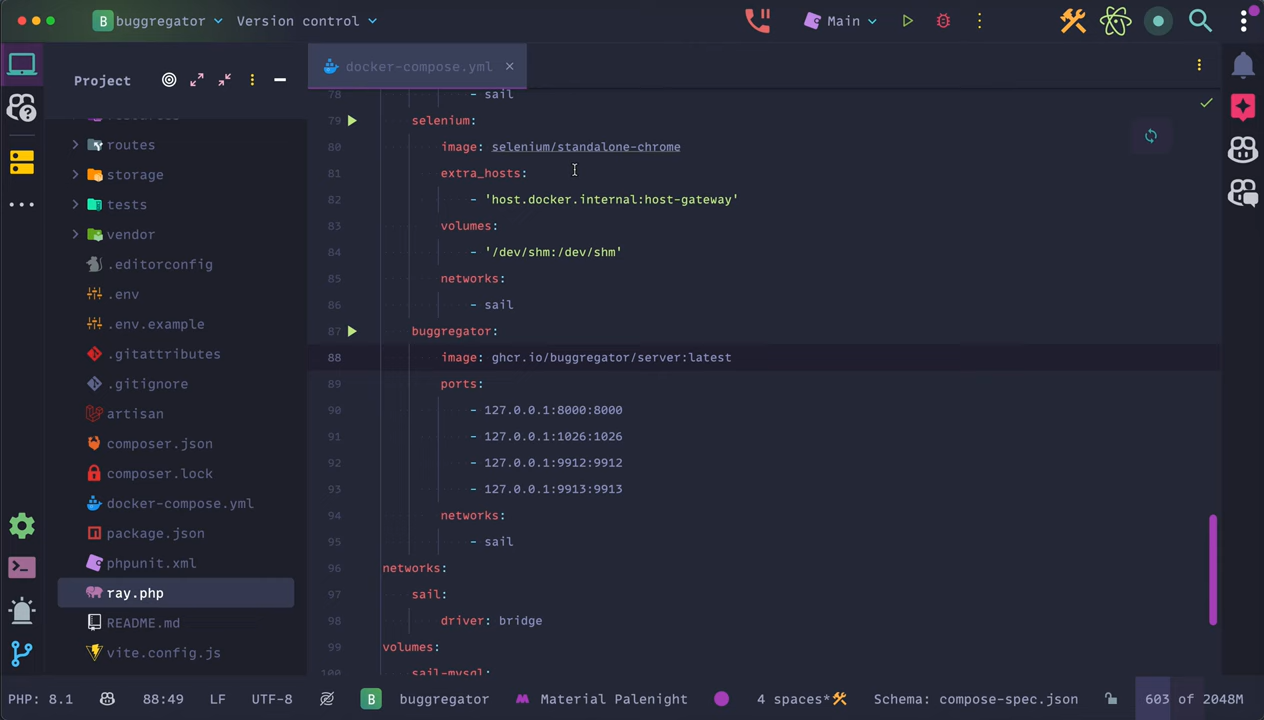 B buggregator Version control Main
Project
docker-compose.yml
78 - sail
79 selenium:
80 image: selenium/standalone-chrome
81 extra_hosts:
82 - 'host.docker.internal:host-gateway'
83 volumes:
84 - '/dev/shm:/dev/shm'
85 networks:
86 - sail
87 buggregator:
88 image: ghcr.io/buggregator/server:latest
89 ports:
90 - 127.0.0.1:8000:8000
91 - 127.0.0.1:1026:1026
92 - 127.0.0.1:9912:9912
93 - 127.0.0.1:9913:9913
94 networks:
95 - sail
96 networks:
97 sail:
98 driver: bridge
99 volumes:
100 sail-mysql:
routes
storage
tests
vendor
.editorconfig
.env
.env.example
.gitattributes
.gitignore
artisan
composer.json
composer.lock
docker-compose.yml
package.json
phpunit.xml
ray.php
README.md
vite.config.js
PHP: 8.1 88:49 LF UTF-8 B buggregator Material Palenight 4 spaces* Schema: compose-spec.json 603 of 2048M